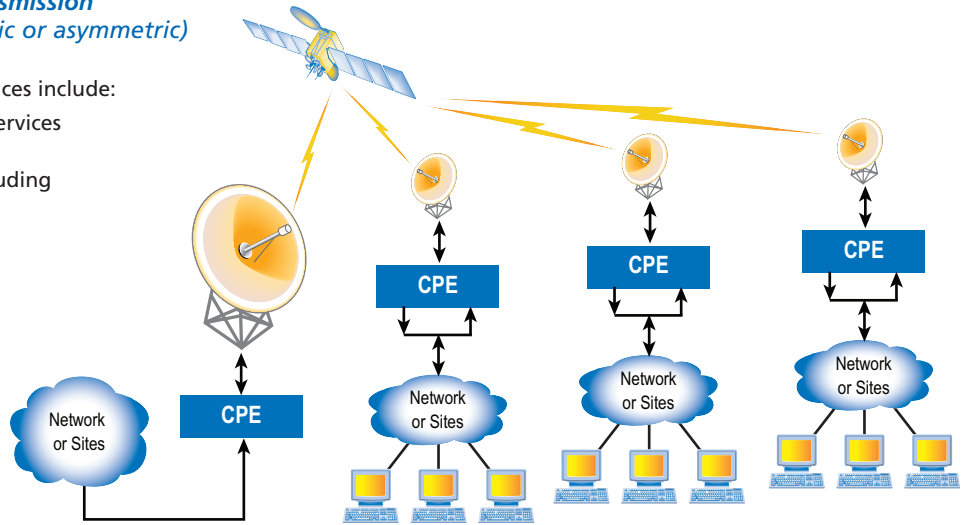 ic or asymmetric)
ces include:
ervices
uding
CPE
CPE
CPE
CPE
Network
or Sites
Network
or Sites
Network
or Sites
Network
or Sites